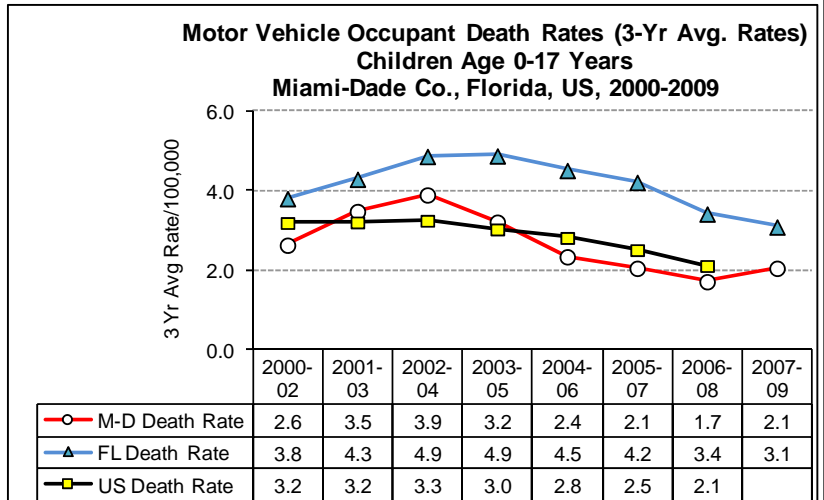 Motor Vehicle Occupant Death Rates (3-Yr Avg. Rates)
Children Age 0-17 Years
Miami-Dade Co., Florida, US, 2000-2009
3 Yr Avg Rate/100,000
6.0
4.0
2.0
0.0
2000-02 2001-03 2002-04 2003-05 2004-06 2005-07 2006-08 2007-09
M-D Death Rate 2.6 3.5 3.9 3.2 2.4 2.1 1.7 2.1
FL Death Rate 3.8 4.3 4.9 4.9 4.5 4.2 3.4 3.1
US Death Rate 3.2 3.2 3.3 3.0 2.8 2.5 2.1